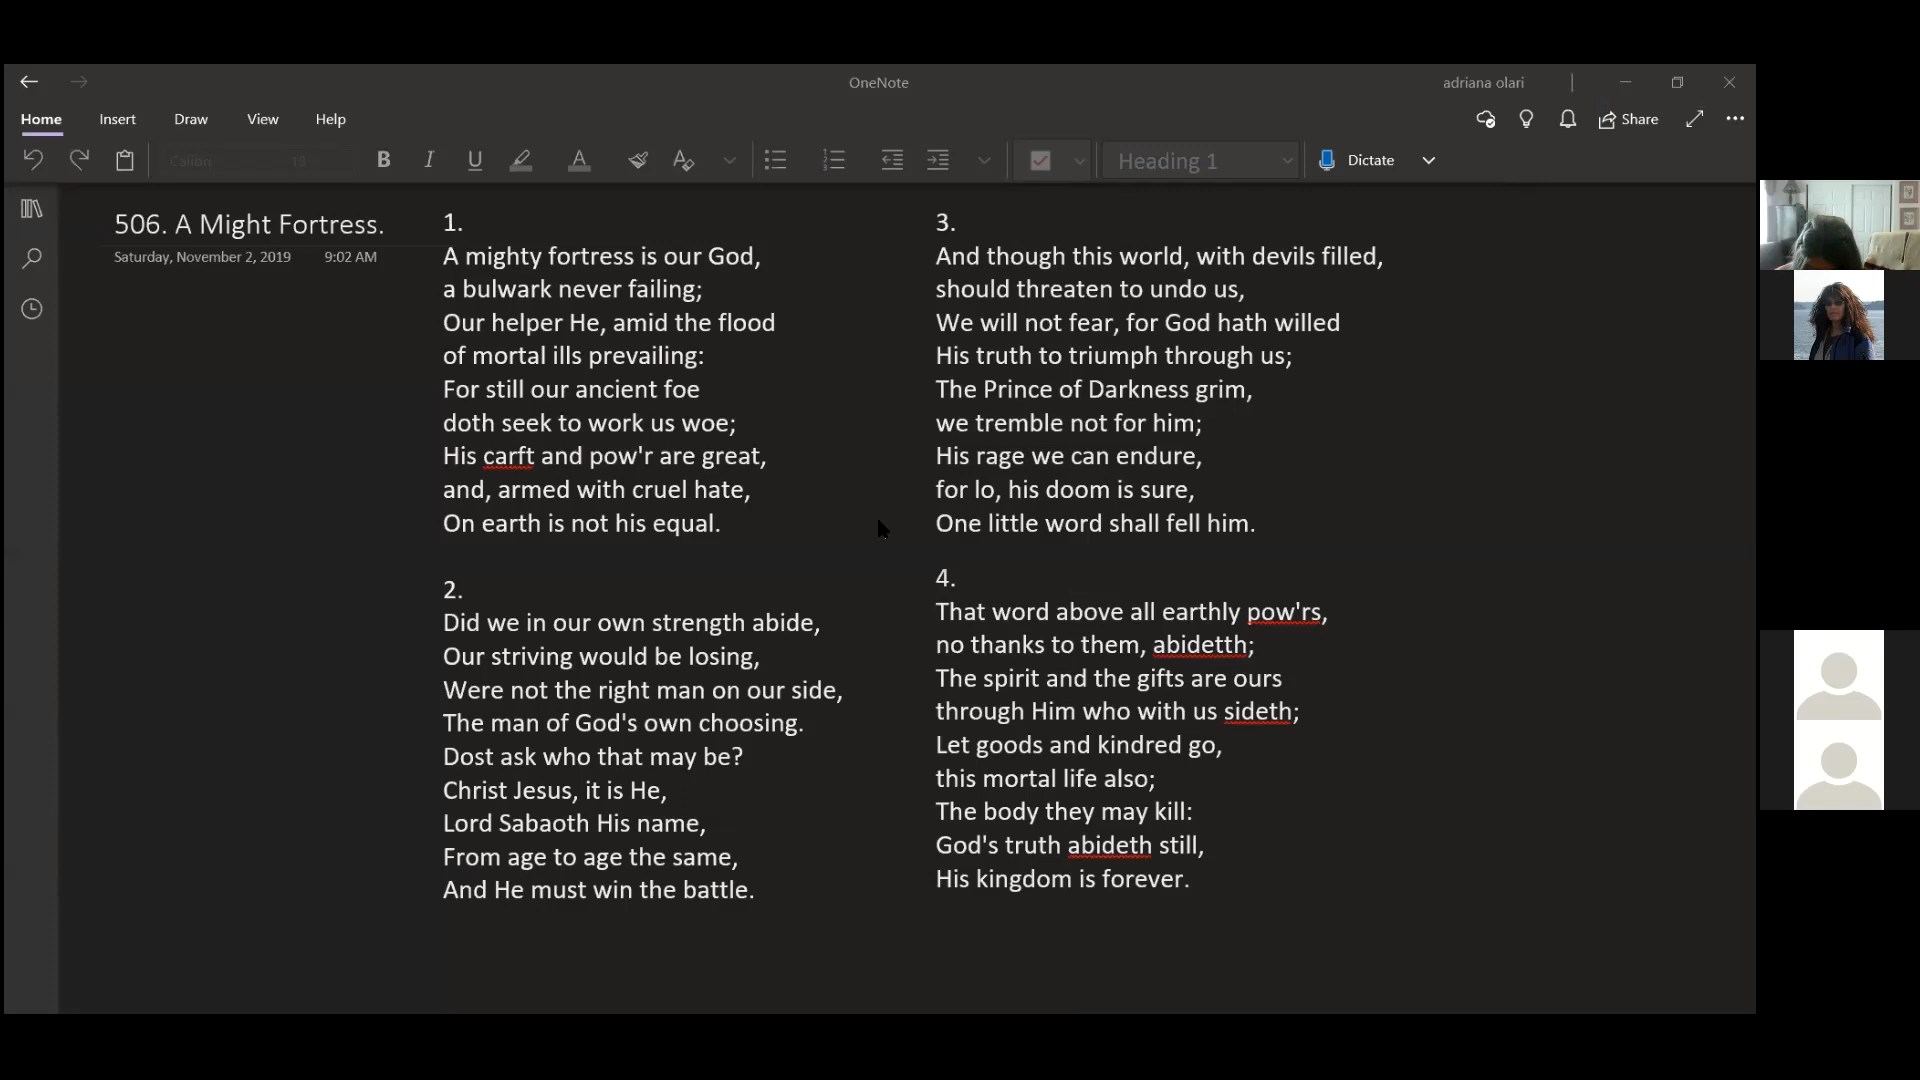 OneNote
adriana olari
Home Insert Draw View Help
Share
Calibri 18
B I U A A
Heading 1
Dictate
506. A Might Fortress.
Saturday, November 2, 2019 9:02 AM
1.
A mighty fortress is our God,
a bulwark never failing;
Our helper He, amid the flood
of mortal ills prevailing:
For still our ancient foe
doth seek to work us woe;
His carft and pow'r are great,
and, armed with cruel hate,
On earth is not his equal.
2.
Did we in our own strength abide,
Our striving would be losing,
Were not the right man on our side,
The man of God's own choosing.
Dost ask who that may be?
Christ Jesus, it is He,
Lord Sabaoth His name,
From age to age the same,
And He must win the battle.
3.
And though this world, with devils filled,
should threaten to undo us,
We will not fear, for God hath willed
His truth to triumph through us;
The Prince of Darkness grim,
we tremble not for him;
His rage we can endure,
for lo, his doom is sure,
One little word shall fell him.
4.
That word above all earthly pow'rs,
no thanks to them, abidetth;
The spirit and the gifts are ours
through Him who with us sideth;
Let goods and kindred go,
this mortal life also;
The body they may kill:
God's truth abideth still,
His kingdom is forever.